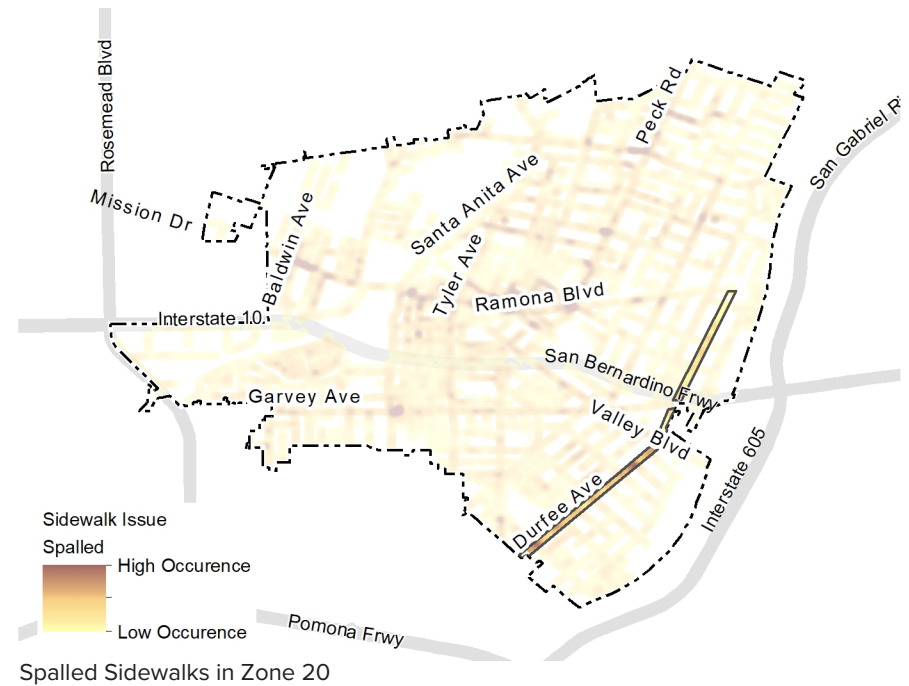 Rosemead Blvd
Peck Rd
San Gabriel Ri
Mission Dr
Santa Anita Ave
Baldwin Ave
Tyler Ave
Ramona Blvd
Interstate 10
San Bernardino Frwy
Garvey Ave
Valley Blvd
Interstate 605
Durfee Ave
Sidewalk Issue
Spalled
High Occurence
Low Occurence
Pomona Frwy
Spalled Sidewalks in Zone 20